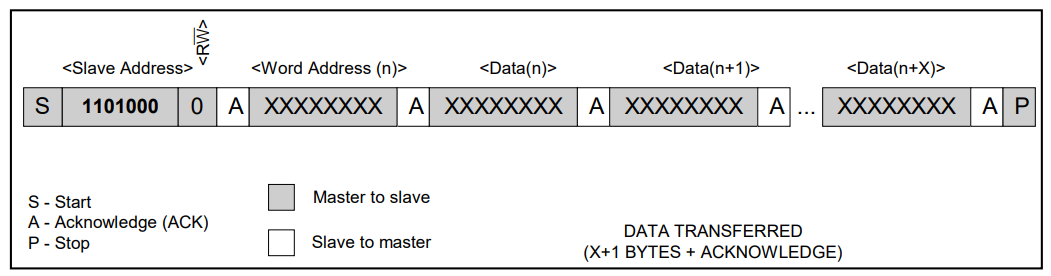 <RW>
<Slave Address> <Word Address (n)> <Data(n)> <Data(n+1)> <Data(n+X)>
S 1101000 0 A XXXXXXXX A XXXXXXXX A XXXXXXXX A ... XXXXXXXX A P
S - Start
A - Acknowledge (ACK)
P - Stop
Master to slave
Slave to master
DATA TRANSFERRED
(X+1 BYTES + ACKNOWLEDGE)